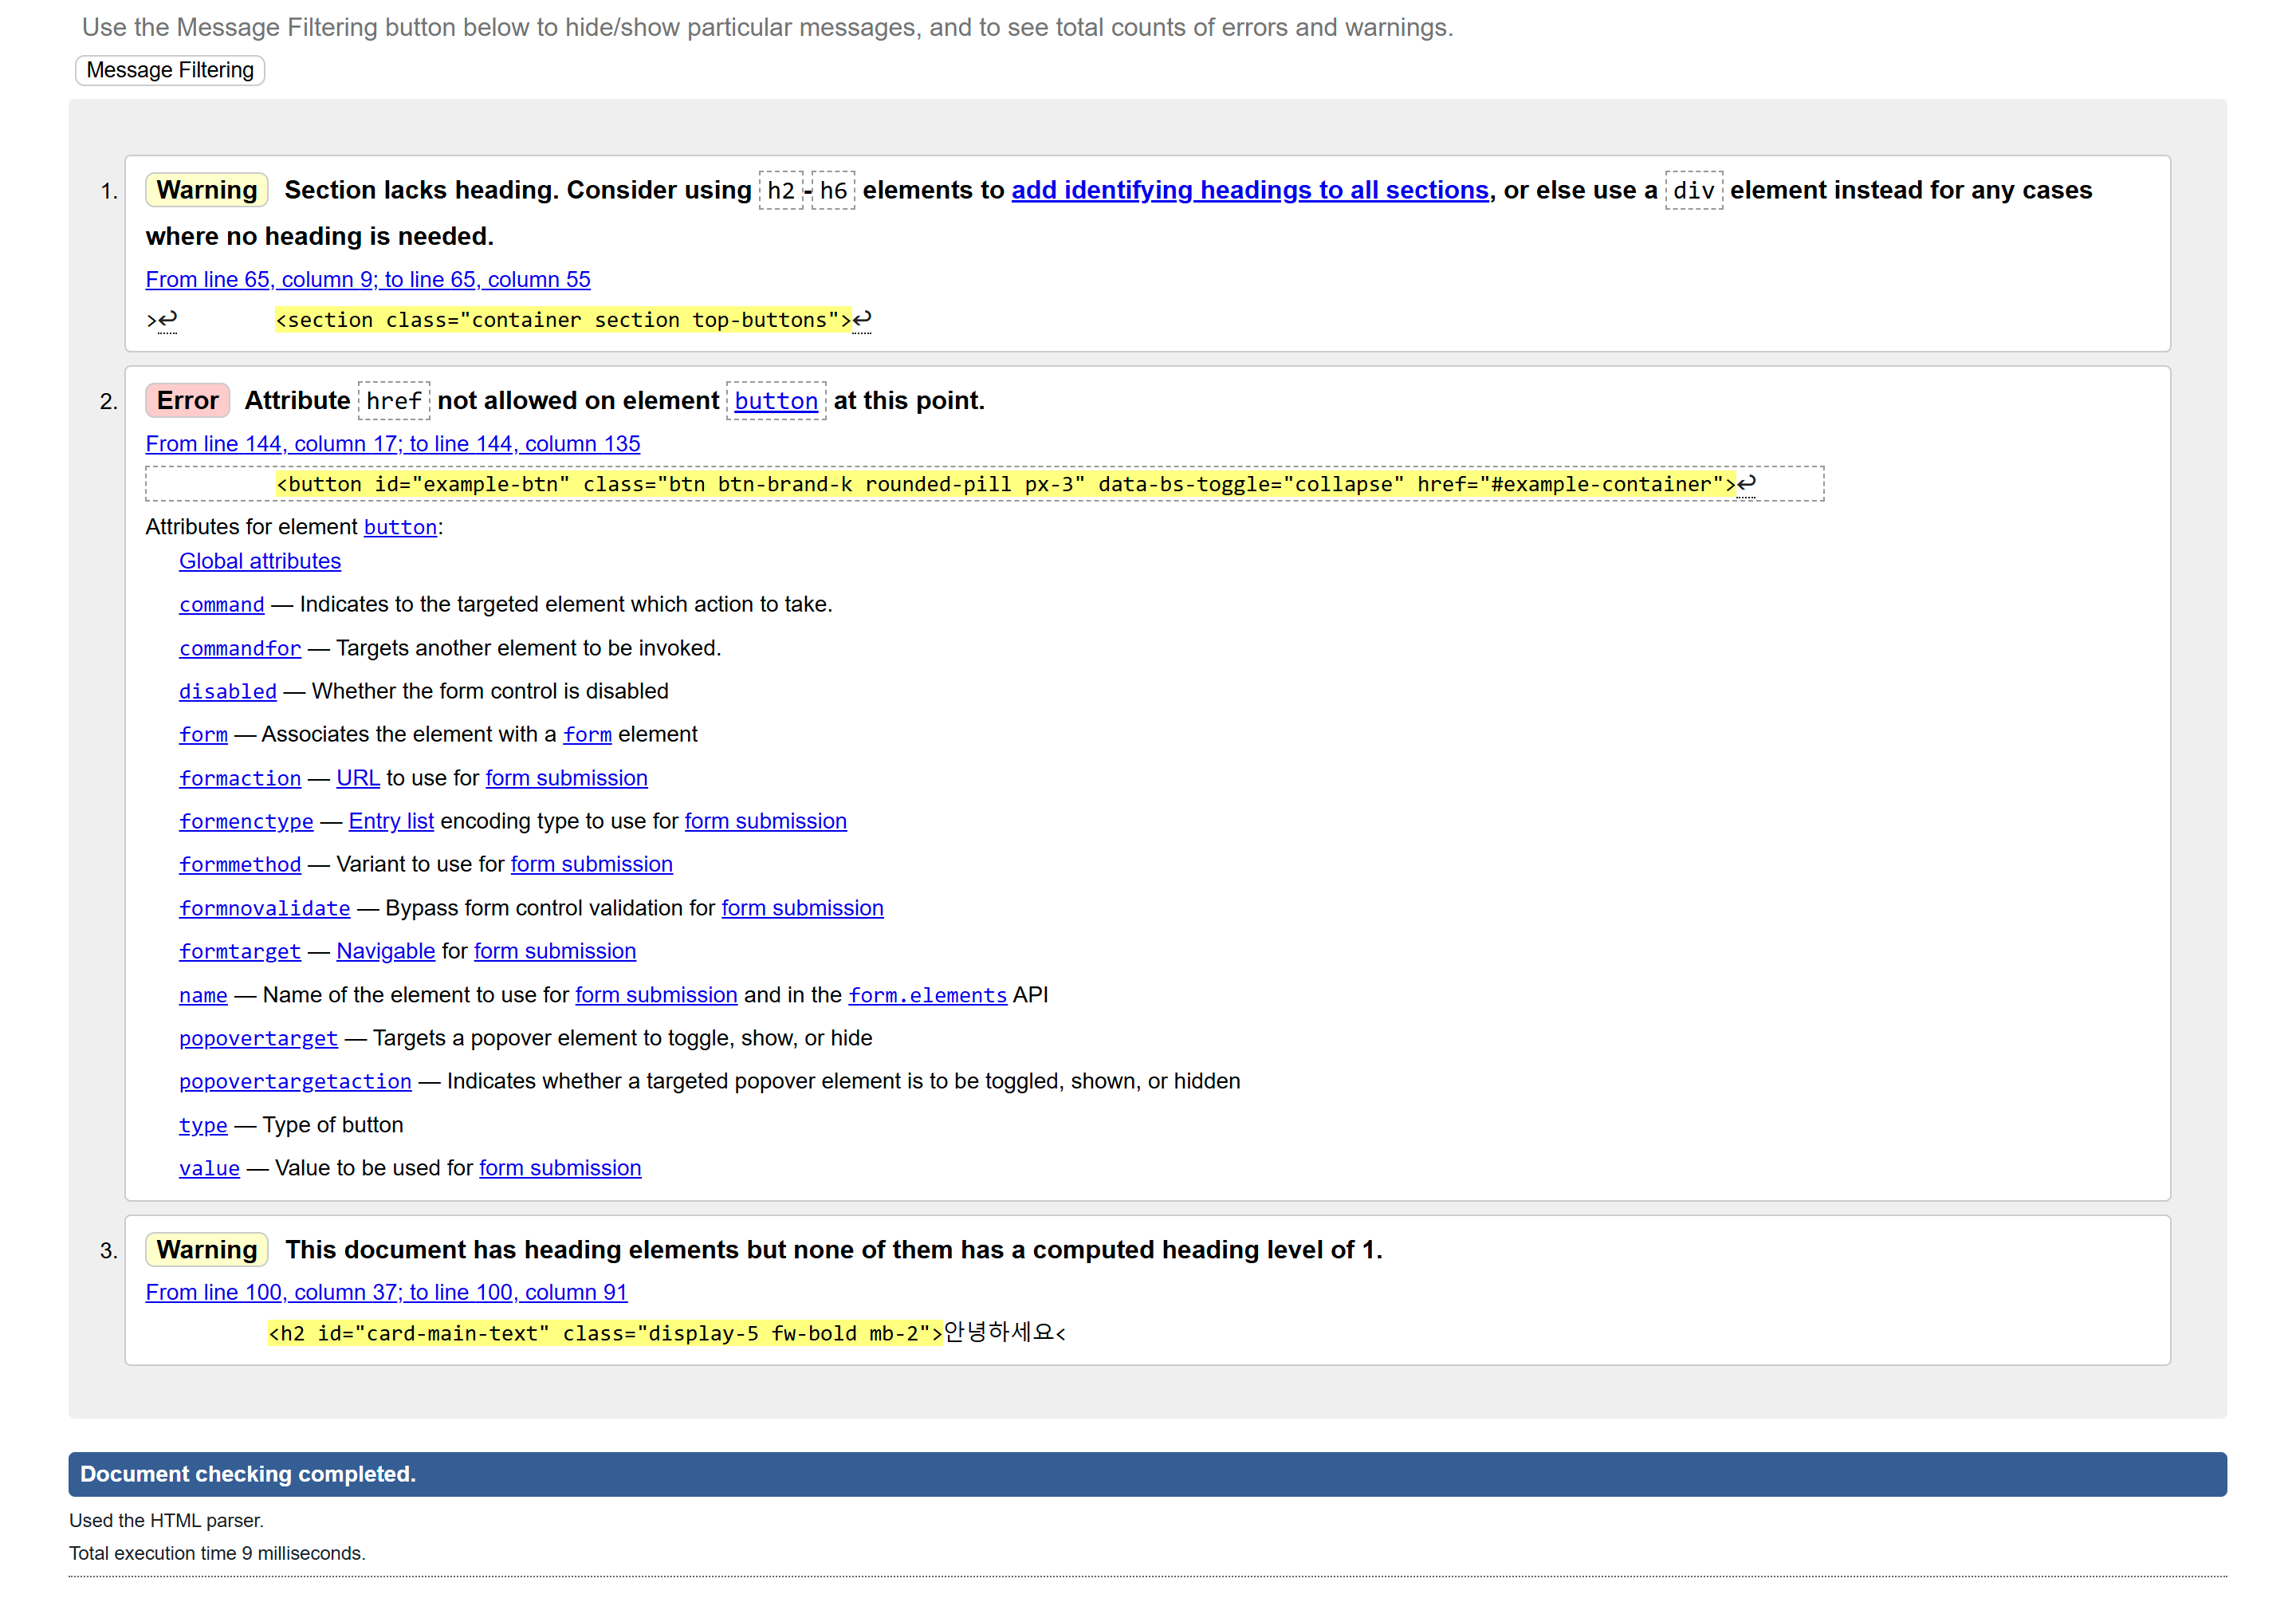 Use the Message Filtering button below to hide/show particular messages, and to see total counts of errors and warnings.
Message Filtering
1. Warning Section lacks heading. Consider using h2-h6 elements to add identifying headings to all sections, or else use a div element instead for any cases
where no heading is needed.
From line 65, column 9; to line 65, column 55
>↩ <section class="container section top-buttons">↩
2. Error Attribute href not allowed on element button at this point.
From line 144, column 17; to line 144, column 135
<button id="example-btn" class="btn btn-brand-k rounded-pill px-3" data-bs-toggle="collapse" href="#example-container">↩
Attributes for element button:
Global attributes
command — Indicates to the targeted element which action to take.
commandfor — Targets another element to be invoked.
disabled — Whether the form control is disabled
form — Associates the element with a form element
formaction — URL to use for form submission
formenctype — Entry list encoding type to use for form submission
formmethod — Variant to use for form submission
formnovalidate — Bypass form control validation for form submission
formtarget — Navigable for form submission
name — Name of the element to use for form submission and in the form.elements API
popovertarget — Targets a popover element to toggle, show, or hide
popovertargetaction — Indicates whether a targeted popover element is to be toggled, shown, or hidden
type — Type of button
value — Value to be used for form submission
3. Warning This document has heading elements but none of them has a computed heading level of 1.
From line 100, column 37; to line 100, column 91
<h2 id="card-main-text" class="display-5 fw-bold mb-2">안녕하세요<
Document checking completed.
Used the HTML parser.
Total execution time 9 milliseconds.